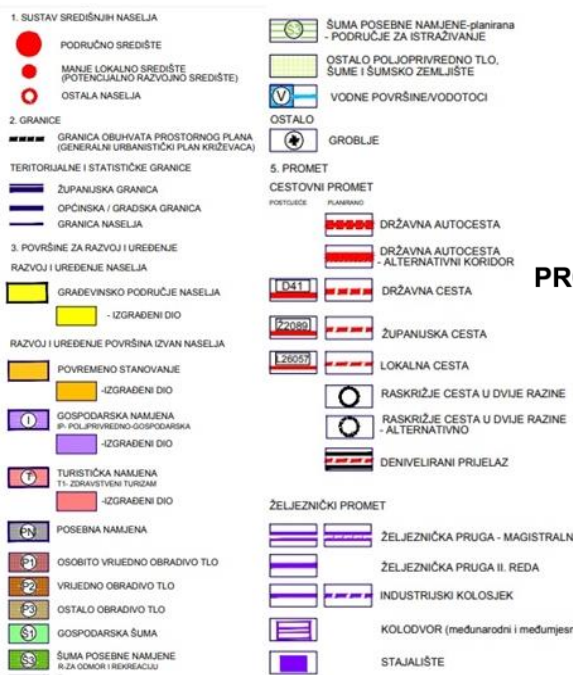 1. SUSTAV SREDIŠNJIH NASELJA
PODRUČNO SREDIŠTE
MANJE LOKALNO SREDIŠTE
(POTENCIJALNO RAZVOJNO SREDIŠTE)
OSTALA NASELJA
2. GRANICE
GRANICA OBUHVATA PROSTORNOG PLANA
(GENERALNI URBANISTIČKI PLAN KRIŽEVACA)
TERITORIJALNE I STATISTIČKE GRANICE
ŽUPANIJSKA GRANICA
OPĆINSKA / GRADSKA GRANICA
GRANICA NASELJA
3. POVRŠINE ZA RAZVOJ I UREĐENJE
RAZVOJ I UREĐENJE NASELJA
GRAĐEVINSKO PODRUČJE NASELJA
- IZGRAĐENI DIO
RAZVOJ I UREĐENJE POVRŠINA IZVAN NASELJA
POVREMENO STANOVANJE
-IZGRAĐENI DIO
I GOSPODARSKA NAMJENA
IP- POLJPRIVREDNO-GOSPODARSKA
-IZGRAĐENI DIO
T TURISTIČKA NAMJENA
T1- ZDRAVSTVENI TURIZAM
-IZGRAĐENI DIO
PN POSEBNA NAMJENA
P1 OSOBITO VRIJEDNO OBRADIVO TLO
P2 VRIJEDNO OBRADIVO TLO
P3 OSTALO OBRADIVO TLO
Š1 GOSPODARSKA ŠUMA
Š3 ŠUMA POSEBNE NAMJENE
R-ZA ODMOR I REKREACIJU
Š3 ŠUMA POSEBNE NAMJENE-planirana
- PODRUČJE ZA ISTRAŽIVANJE
OSTALO POLJOPRIVREDNO TLO,
ŠUME I ŠUMSKO ZEMLJIŠTE
V VODNE POVRŠINE/VODOTOCI
OSTALO
GROBLJE
5. PROMET
CESTOVNI PROMET
POSTOJEĆE PLANIRANO
DRŽAVNA AUTOCESTA
DRŽAVNA AUTOCESTA
- ALTERNATIVNI KORIDOR
PR
D41 DRŽAVNA CESTA
Ž2089 ŽUPANIJSKA CESTA
L26057 LOKALNA CESTA
RASKRIŽJE CESTA U DVIJE RAZINE
RASKRIŽJE CESTA U DVIJE RAZINE
- ALTERNATIVNO
DENIVELIRANI PRIJELAZ
ŽELJEZNIČKI PROMET
ŽELJEZNIČKA PRUGA - MAGISTRALN
ŽELJEZNIČKA PRUGA II. REDA
INDUSTRIJSKI KOLOSJEK
KOLODVOR (međunarodni i međumjesn
STAJALIŠTE